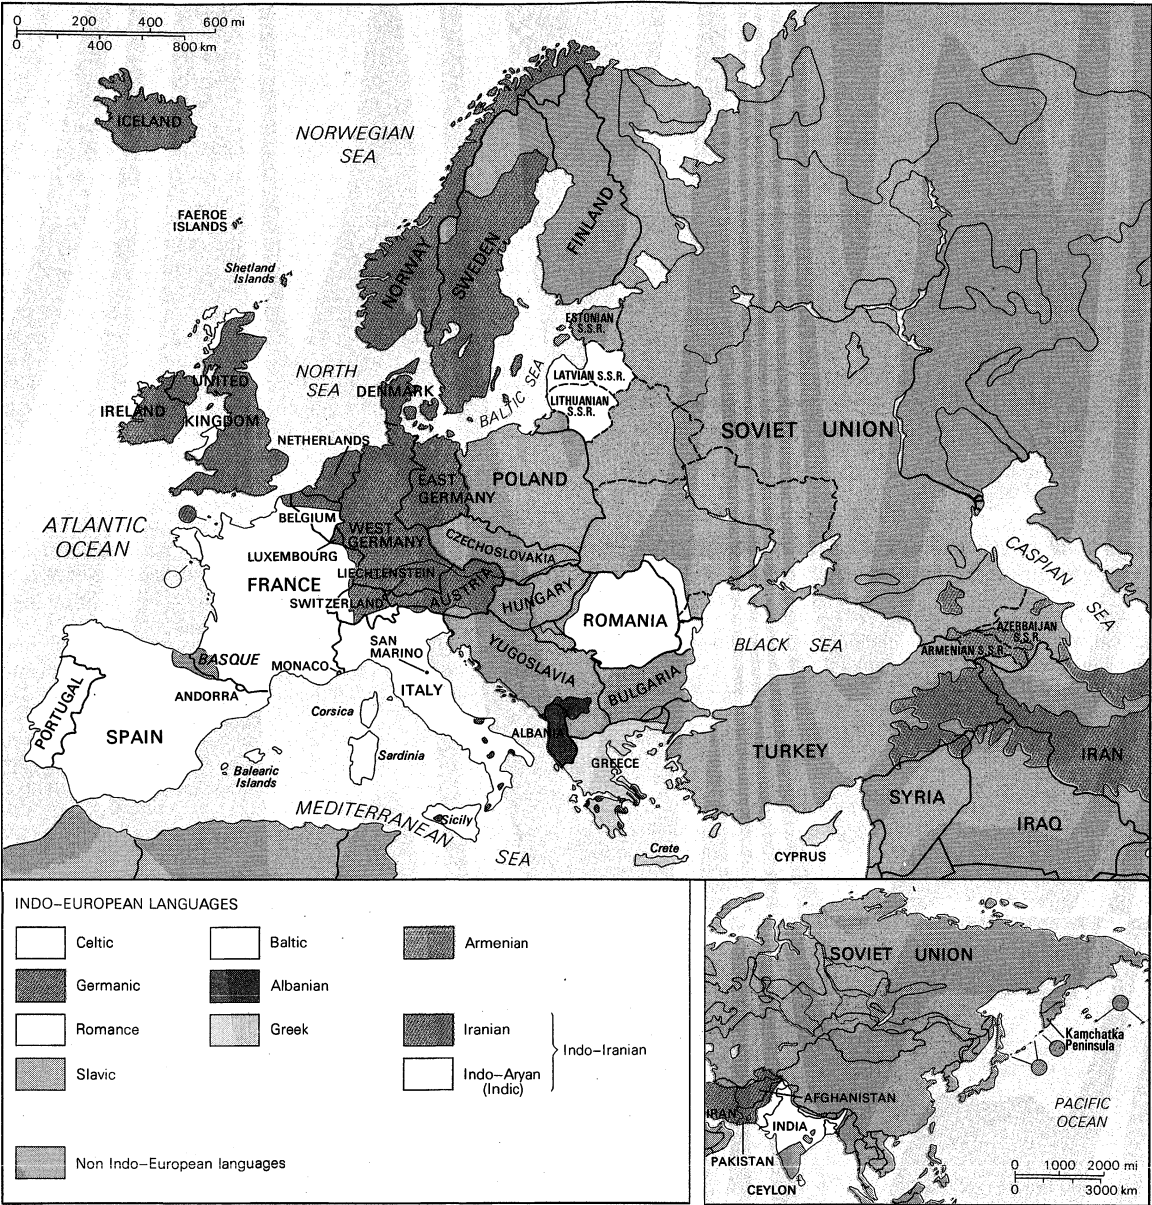 0 200 400 600 mi
0 400 800 km
ICELAND
NORWEGIAN
SEA
FAEROE
ISLANDS
Shetland
Islands
NORWAY
SWEDEN
FINLAND
ESTONIAN
S.S.R.
NORTH
SEA
LATVIAN S.S.R.
LITHUANIAN
S.S.R.
BALTIC SEA
DENMARK
UNITED
KINGDOM
IRELAND
NETHERLANDS
SOVIET UNION
POLAND
EAST
GERMANY
ATLANTIC
OCEAN
BELGIUM
WEST
GERMANY
CZECHOSLOVAKIA
LUXEMBOURG
LIECHTENSTEIN
FRANCE
AUSTRIA
HUNGARY
SWITZERLAND
ROMANIA
CASPIAN SEA
AZERBAIJAN
S.S.R.
ARMENIAN S.S.R.
BLACK SEA
SAN
MARINO
YUGOSLAVIA
BASQUE
MONACO
ANDORRA
ITALY
BULGARIA
PORTUGAL
SPAIN
Corsica
ALBANIA
Sardinia
GREECE
TURKEY
IRAN
Balearic
Islands
SYRIA
MEDITERRANEAN
Sicily
IRAQ
SEA
Crete
CYPRUS
INDO-EUROPEAN LANGUAGES
Celtic
Baltic
Armenian
Germanic
Albanian
Romance
Greek
Iranian
Indo-Iranian
Slavic
Indo-Aryan
(Indic)
Non Indo-European languages
SOVIET UNION
Kamchatka
Peninsula
AFGHANISTAN
IRAN
INDIA
PACIFIC
OCEAN
PAKISTAN
CEYLON
0 1000 2000 mi
0 3000 km